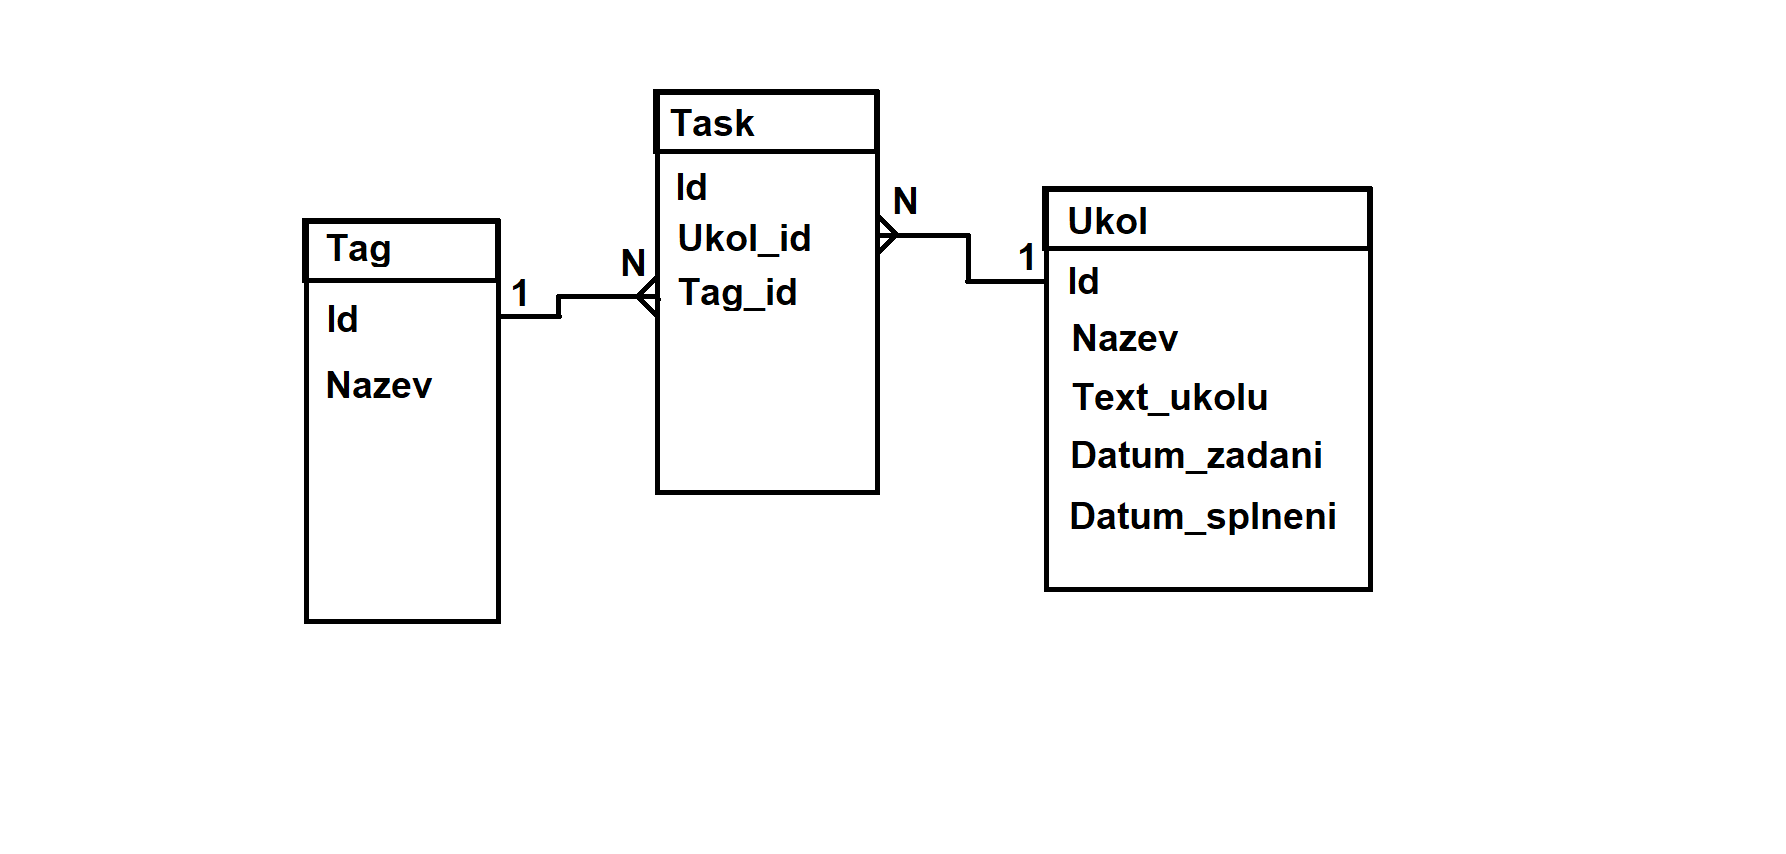 Tag
Id
Nazev
1
N
Task
Id
Ukol_id
Tag_id
N
1
Ukol
Id
Nazev
Text_ukolu
Datum_zadani
Datum_splneni